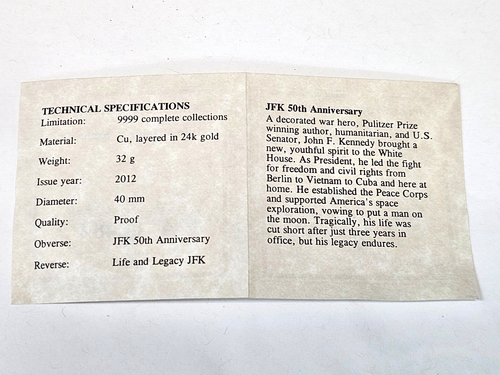 TECHNICAL SPECIFICATIONS
Limitation: 9999 complete collections
Material: Cu, layered in 24k gold
Weight: 32 g
Issue year: 2012
Diameter: 40 mm
Quality: Proof
Obverse: JFK 50th Anniversary
Reverse: Life and Legacy JFK
JFK 50th Anniversary
A decorated war hero, Pulitzer Prize
winning author, humanitarian, and U.S.
Senator, John F. Kennedy brought a
new, youthful spirit to the White
House. As President, he led the fight
for freedom and civil rights from
Berlin to Vietnam to Cuba and here at
home. He established the Peace Corps
and supported America's space
exploration, vowing to put a man on
the moon. Tragically, his life was
cut short after just three years in
office, but his legacy endures.